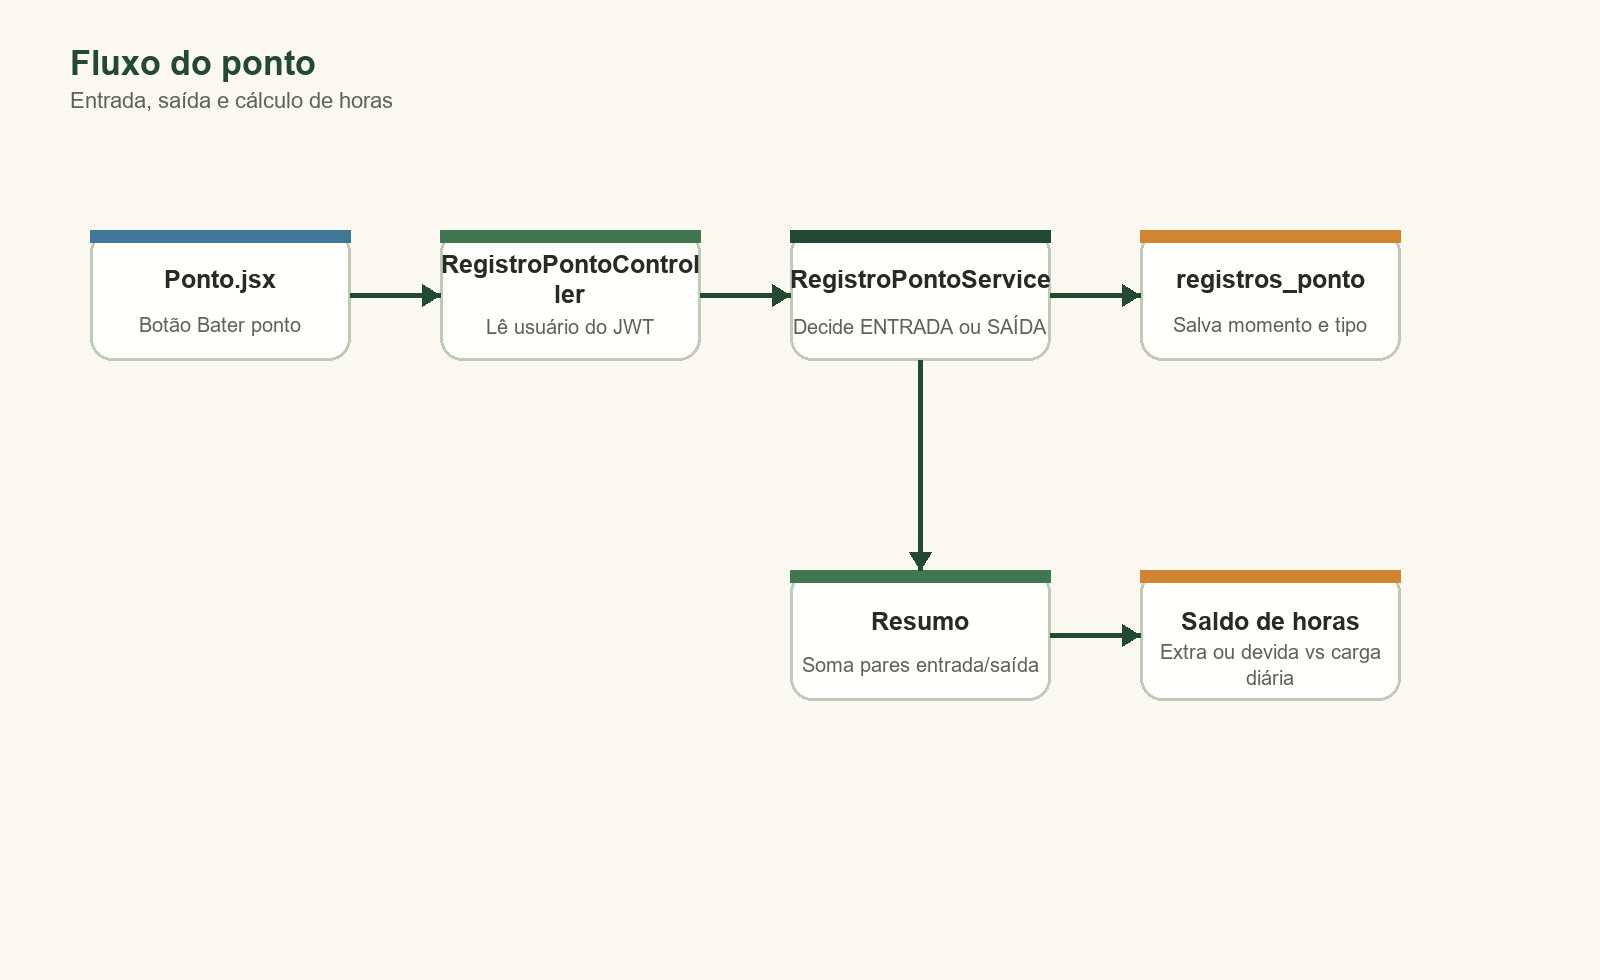 Fluxo do ponto
Entrada, saída e cálculo de horas
Ponto.jsx
Botão Bater ponto
RegistroPontoControl
ler
Lê usuário do JWT
RegistroPontoService
Decide ENTRADA ou SAÍDA
registros_ponto
Salva momento e tipo
Resumo
Soma pares entrada/saída
Saldo de horas
Extra ou devida vs carga
diária